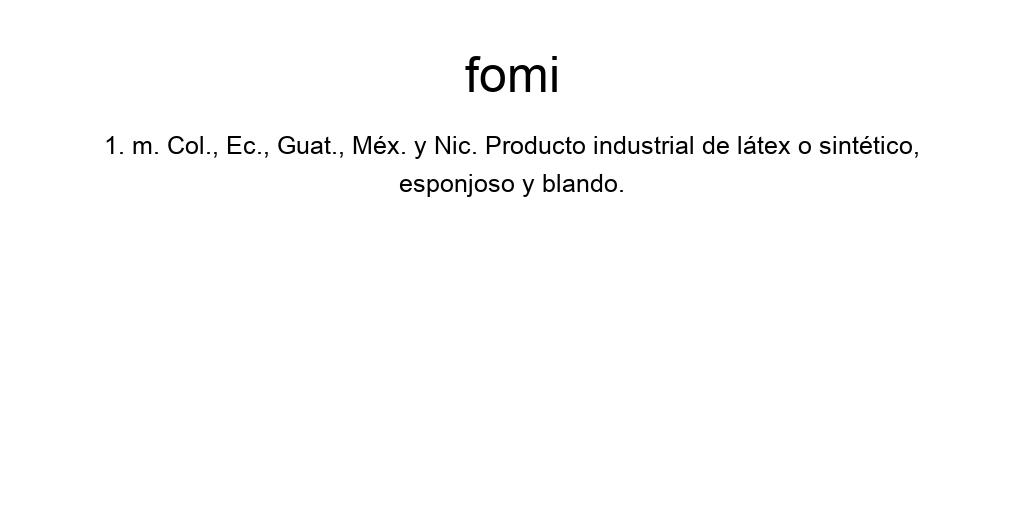 fomi
1. m. Col., Ec., Guat., Méx. y Nic. Producto industrial de látex o sintético,
esponjoso y blando.